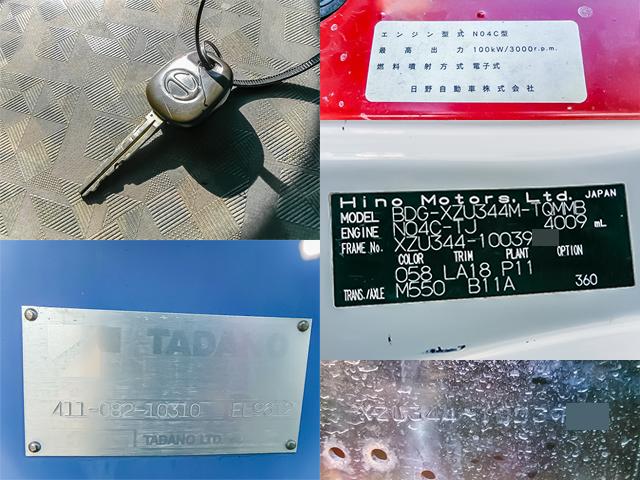 エンジン型式 N04C型
最高出力 100kW/3000r.p.m.
燃料噴射方式 電子式
日野自動車株式会社
Hino Motors, Ltd. JAPAN
MODEL BDG-XZU344M-TQMMB
ENGINE N04C-TJ 4009 mL
FRAME No. XZU344-10039
COLOR TRIM PLANT OPTION
058 LA18 P11
TRANS./AXLE M550 B11A 360
TADANO
411-082-10310
TADANO LTD.
XZU344-10039